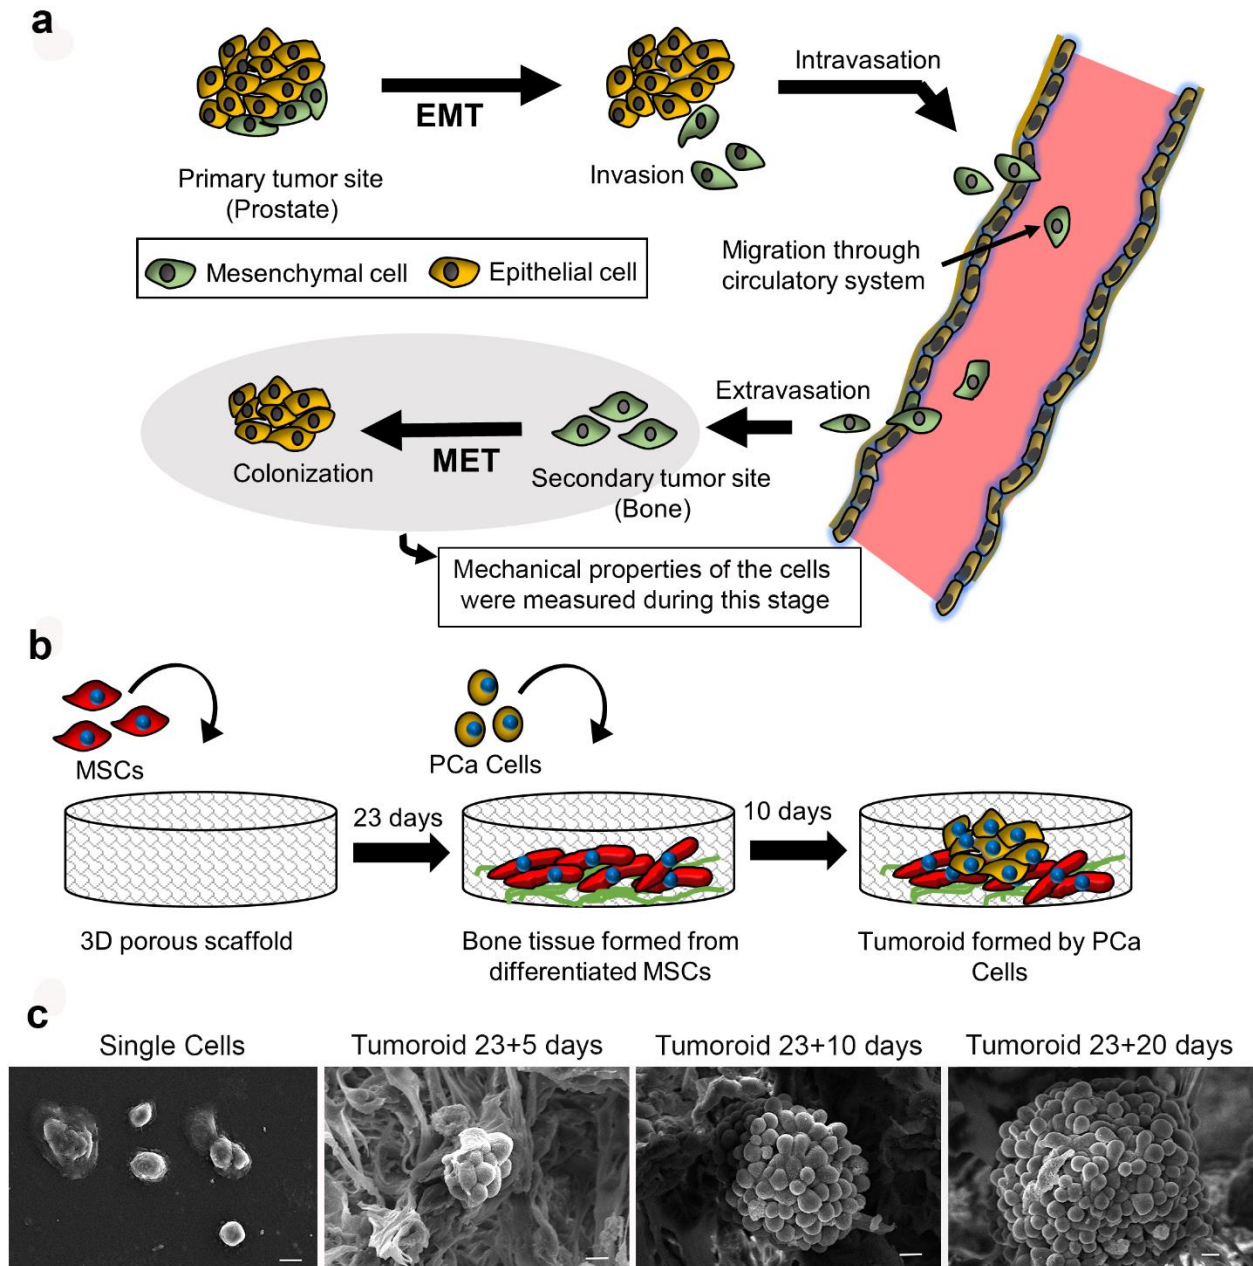 a
EMT
Intravasation
Primary tumor site
(Prostate)
Invasion
Mesenchymal cell
Epithelial cell
Migration through
circulatory system
Extravasation
Colonization
MET
Secondary tumor site
(Bone)
Mechanical properties of the cells
were measured during this stage
b
MSCs
PCa Cells
23 days
10 days
3D porous scaffold
Bone tissue formed from
differentiated MSCs
Tumoroid formed by PCa
Cells
c
Single Cells
Tumoroid 23+5 days
Tumoroid 23+10 days
Tumoroid 23+20 days